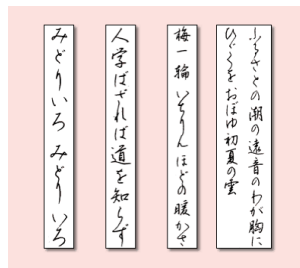 ふるさとの潮の遠音のわが胸に
ひびくをおぼゆ初夏の雲
梅一輪いちりんほどの暖かさ
人学ばざれば道を知らず
みどりいろみどりいろ